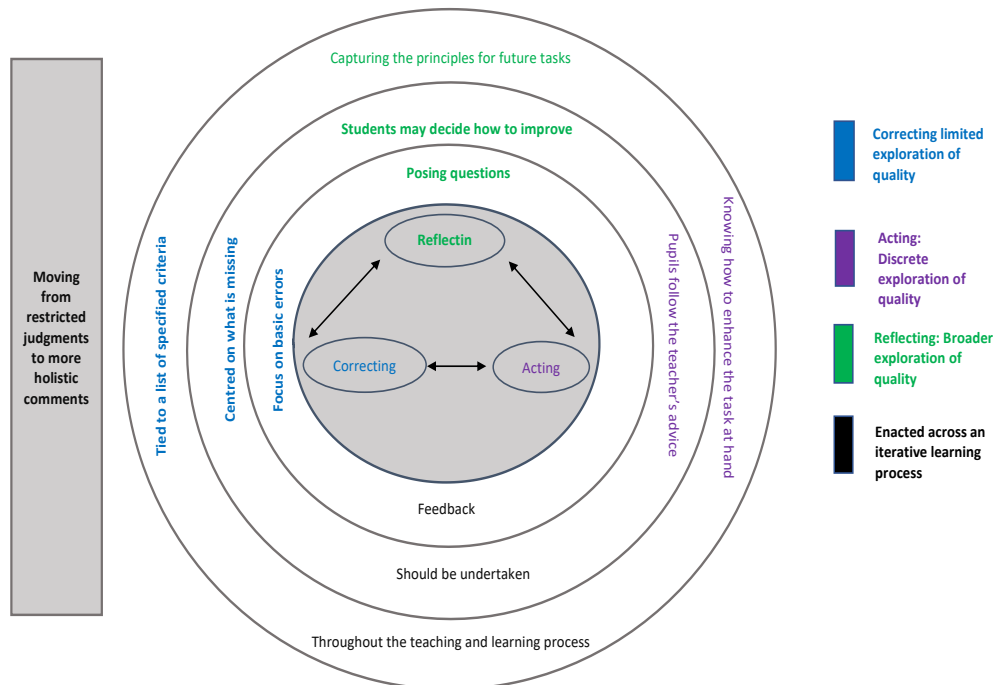 Capturing the principles for future tasks
Students may decide how to improve
Posing questions
Reflectin
Correcting
Acting
Focus on basic errors
Centred on what is missing
Tied to a list of specified criteria
Pupils follow the teacher's advice
Knowing how to enhance the task at hand
Feedback
Should be undertaken
Throughout the teaching and learning process
Moving
from
restricted
judgments
to more
holistic
comments
Correcting limited
exploration of
quality
Acting:
Discrete
exploration of
quality
Reflecting: Broader
exploration of
quality
Enacted across an
iterative learning
process